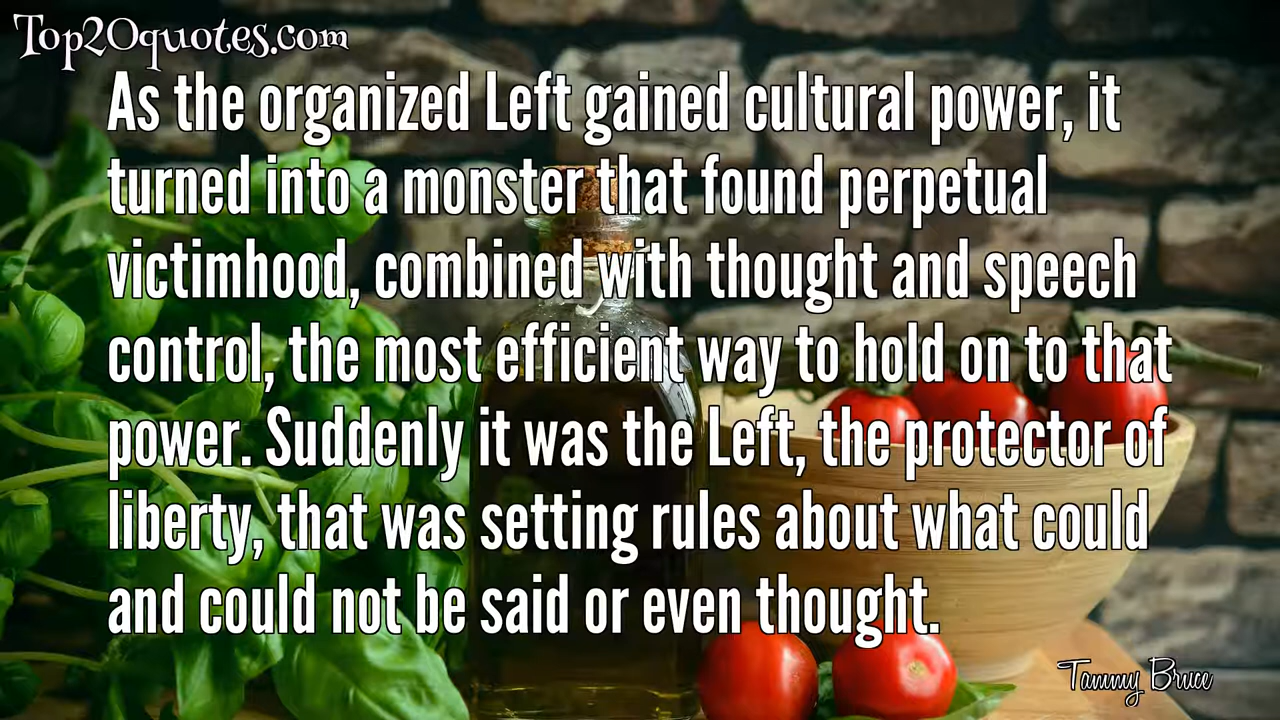 Top20quotes.com
As the organized Left gained cultural power, it
turned into a monster that found perpetual
victimhood, combined with thought and speech
control, the most efficient way to hold on to that
power. Suddenly it was the Left, the protector of
liberty, that was setting rules about what could
and could not be said or even thought.
Tammy Bruce